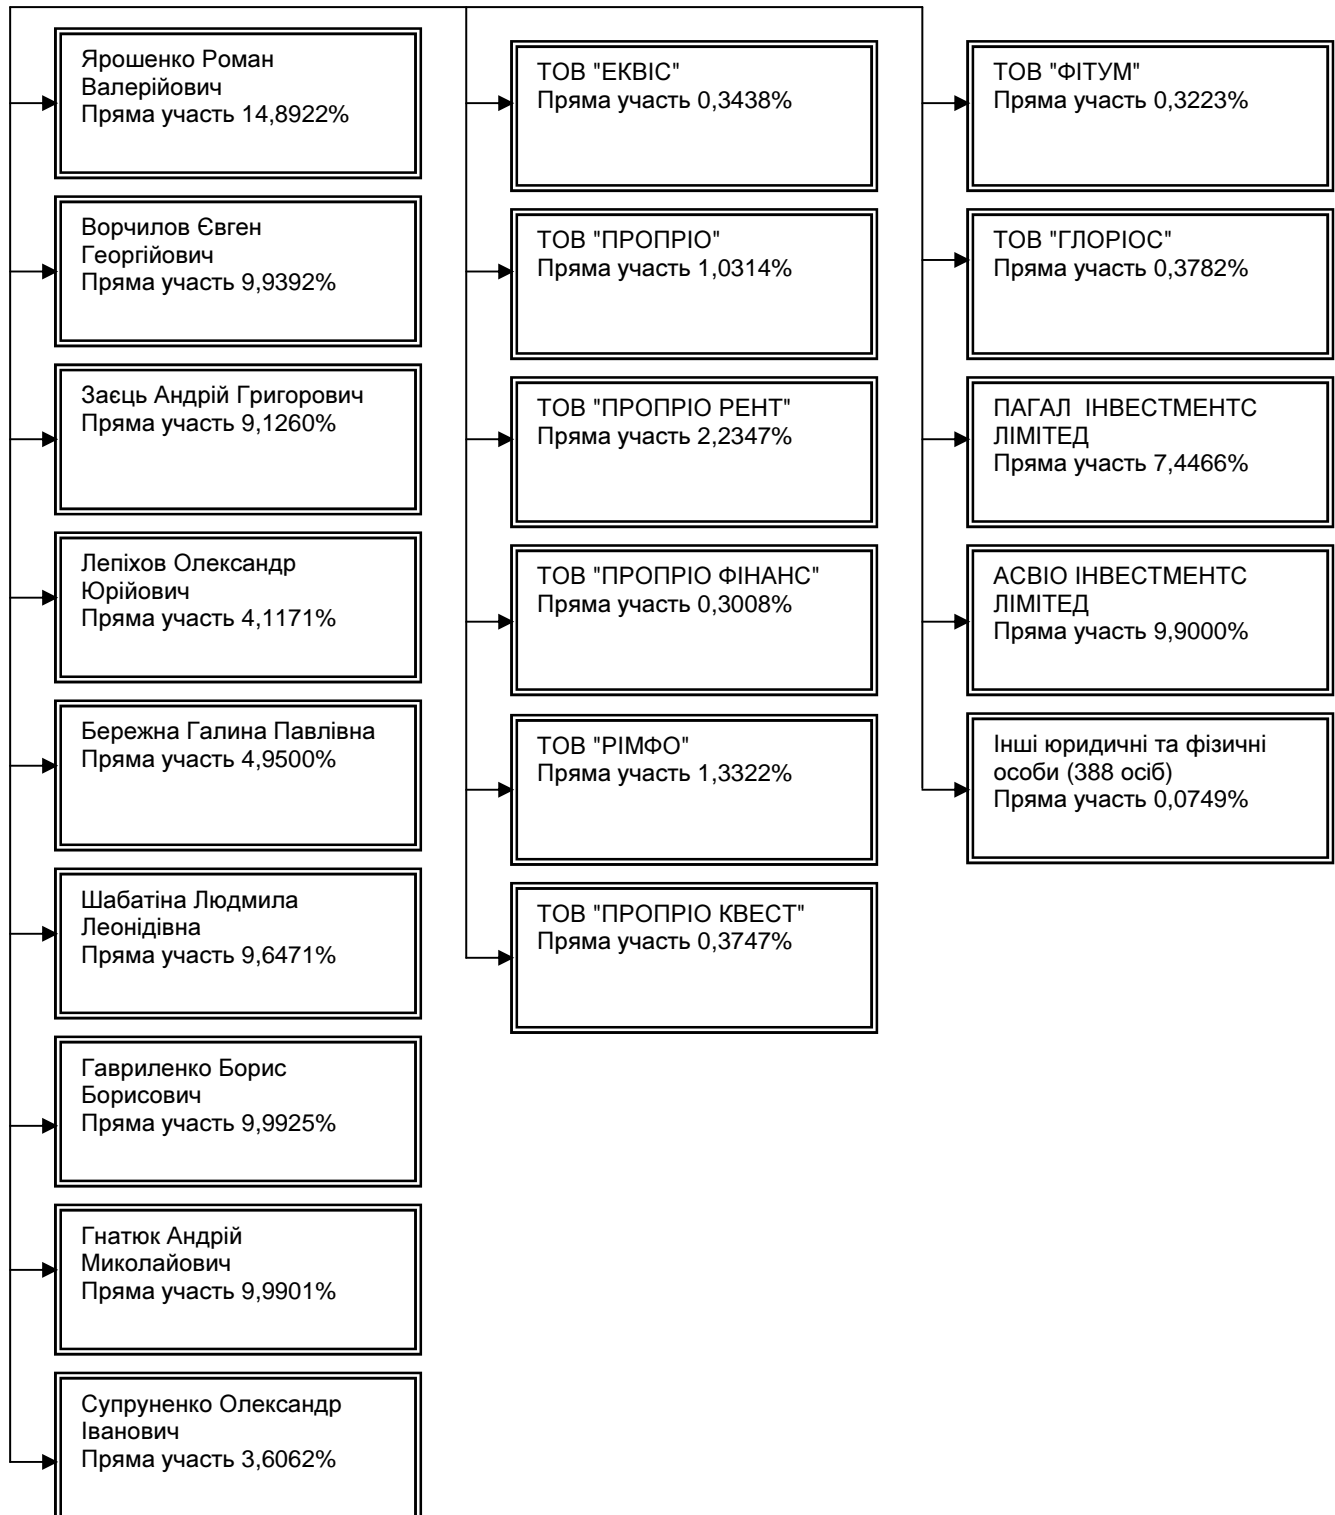 Ярошенко Роман
Валерійович
Пряма участь 14,8922%
Ворчилов Євген
Георгійович
Пряма участь 9,9392%
Заєць Андрій Григорович
Пряма участь 9,1260%
Лепіхов Олександр
Юрійович
Пряма участь 4,1171%
Бережна Галина Павлівна
Пряма участь 4,9500%
Шабатіна Людмила
Леонідівна
Пряма участь 9,6471%
Гавриленко Борис
Борисович
Пряма участь 9,9925%
Гнатюк Андрій
Миколайович
Пряма участь 9,9901%
Супруненко Олександр
Іванович
Пряма участь 3,6062%
ТОВ "ЕКВІС"
Пряма участь 0,3438%
ТОВ "ПРОПРІО"
Пряма участь 1,0314%
ТОВ "ПРОПРІО РЕНТ"
Пряма участь 2,2347%
ТОВ "ПРОПРІО ФІНАНС"
Пряма участь 0,3008%
ТОВ "РІМФО"
Пряма участь 1,3322%
ТОВ "ПРОПРІО КВЕСТ"
Пряма участь 0,3747%
ТОВ "ФІТУМ"
Пряма участь 0,3223%
ТОВ "ГЛОРІОС"
Пряма участь 0,3782%
ПАГАЛ ІНВЕСТМЕНТС
ЛІМІТЕД
Пряма участь 7,4466%
АСВІО ІНВЕСТМЕНТС
ЛІМІТЕД
Пряма участь 9,9000%
Інші юридичні та фізичні
особи (388 осіб)
Пряма участь 0,0749%